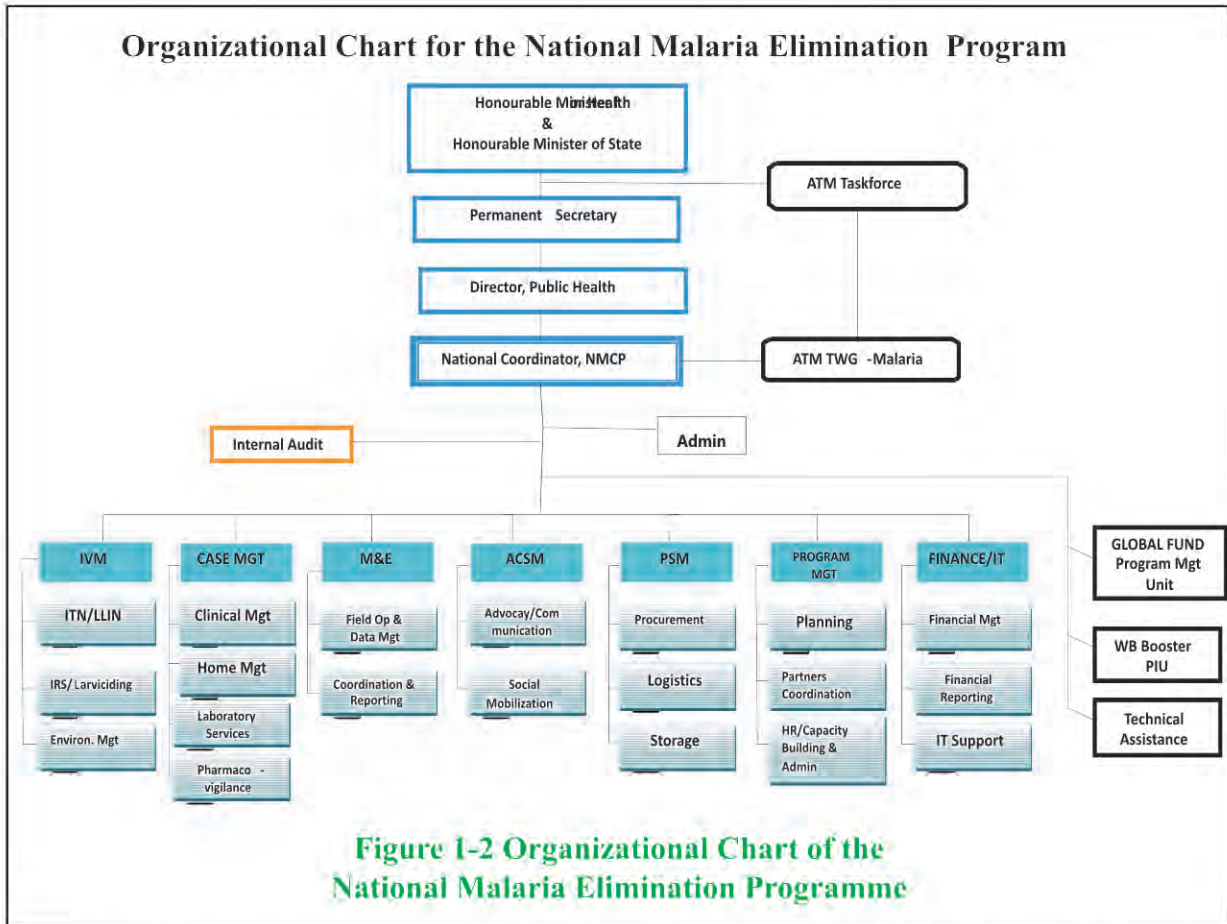 Organizational Chart for the National Malaria Elimination Program
Honourable
&
Honourable Minister of State
ATM Taskforce
Permanent Secretary
Director, Public Health
National Coordinator, NMCP
ATM TWG -Malaria
Internal Audit
Admin
IVM
ITN/LLIN
IRS/Larviciding
Environ. Mgt
CASE MGT
Clinical Mgt
Home Mgt
Laboratory
Services
Pharmaco -
vigilance
M&E
Field Op &
Data Mgt
Coordination &
Reporting
ACSM
Advocay/Com
munication
Social
Mobilization
PSM
Procurement
Logistics
Storage
PROGRAM
MGT
Planning
Partners
Coordination
HR/Capacity
Building &
Admin
FINANCE/IT
Financial Mgt
Financial
Reporting
IT Support
GLOBAL FUND
Program Mgt
Unit
WB Booster
PIU
Technical
Assistance
Figure 1-2 Organizational Chart of the
National Malaria Elimination Programme